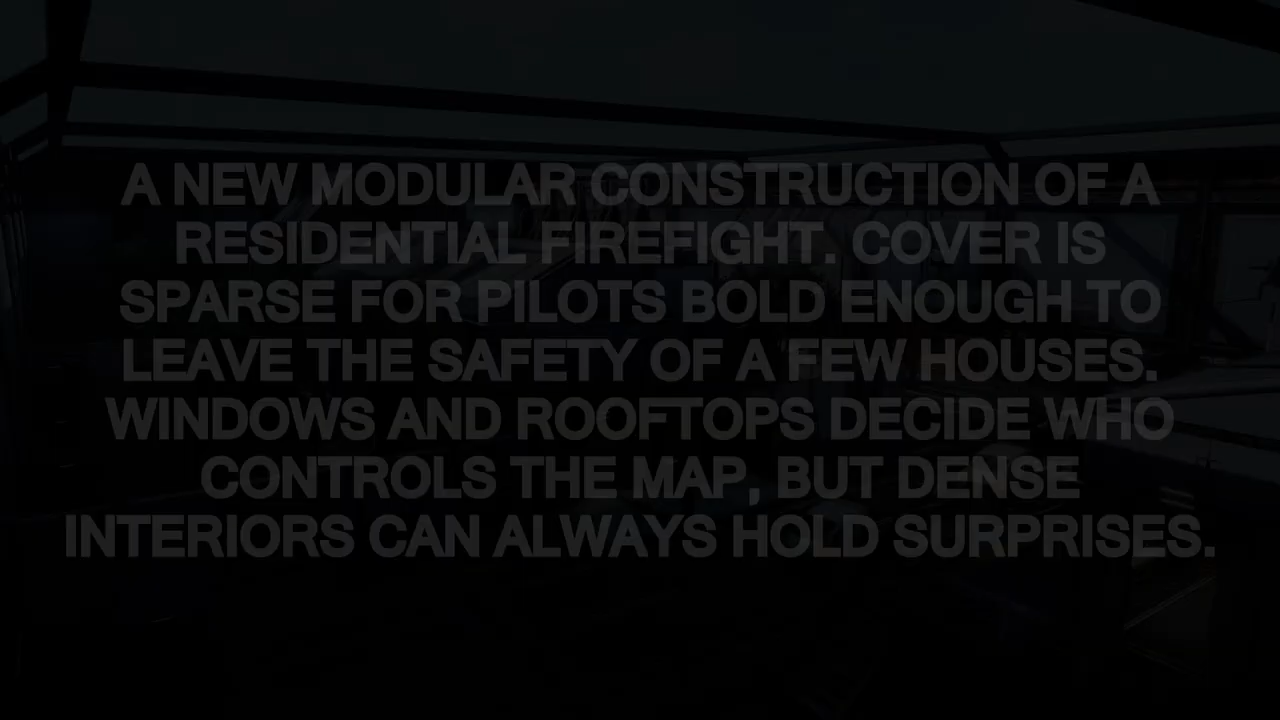 A NEW MODULAR CONSTRUCTION OF A
RESIDENTIAL FIREFIGHT. COVER IS
SPARSE FOR PILOTS BOLD ENOUGH TO
LEAVE THE SAFETY OF A FEW HOUSES.
WINDOWS AND ROOFTOPS DECIDE WHO
CONTROLS THE MAP, BUT DENSE
INTERIORS CAN ALWAYS HOLD SURPRISES.